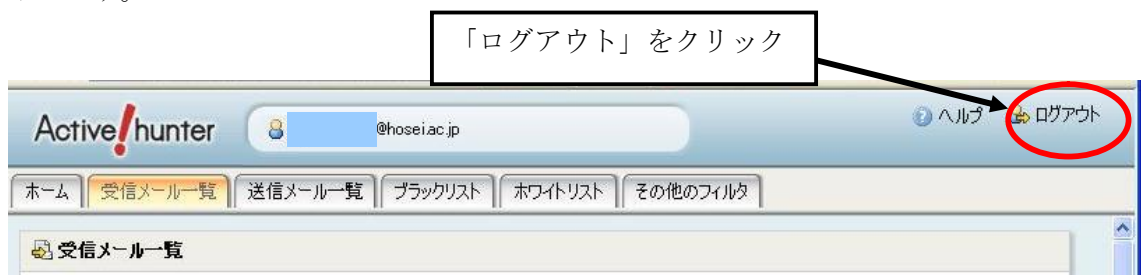 「ログアウト」をクリック
Active!hunter
@hosei.ac.jp
ヘルプ
ログアウト
ホーム 受信メール一覧 送信メール一覧 ブラックリスト ホワイトリスト その他のフィルタ
受信メール一覧